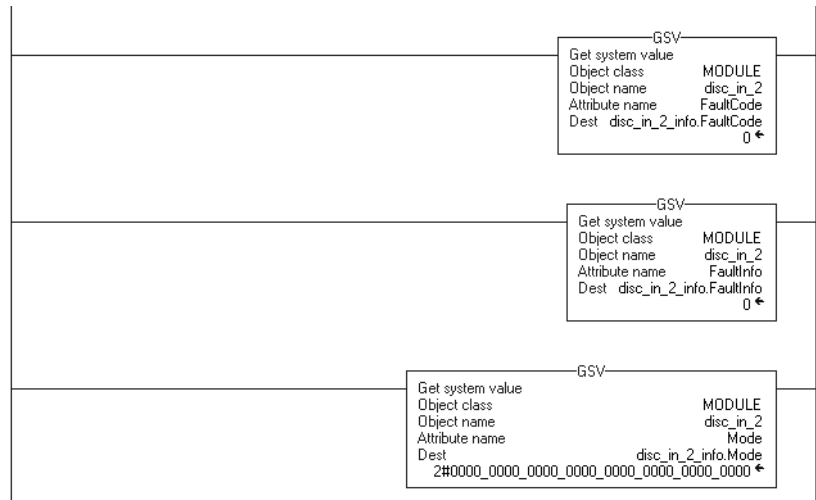 GSV
Get system value
Object class MODULE
Object name disc_in_2
Attribute name FaultCode
Dest disc_in_2_info.FaultCode
0
GSV
Get system value
Object class MODULE
Object name disc_in_2
Attribute name FaultInfo
Dest disc_in_2_info.FaultInfo
0
GSV
Get system value
Object class MODULE
Object name disc_in_2
Attribute name Mode
Dest disc_in_2_info.Mode
2#0000_0000_0000_0000_0000_0000_0000_0000